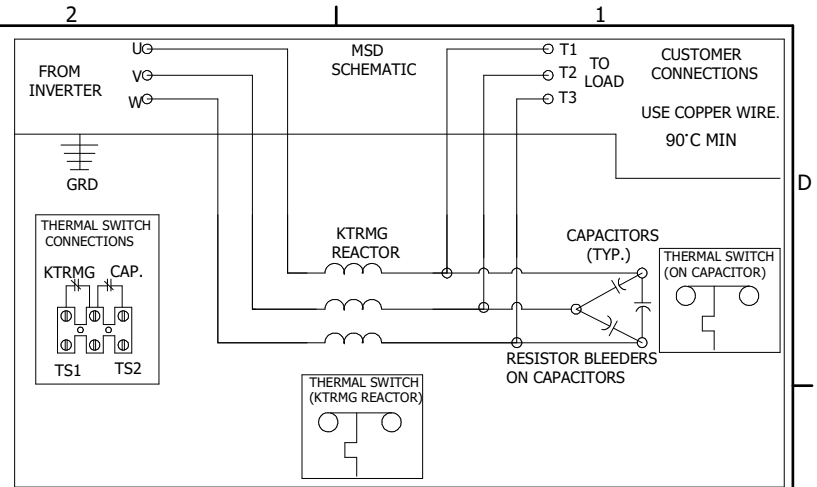 2
1
U
V
W
FROM
INVERTER
MSD
SCHEMATIC
T1
T2
T3
TO
LOAD
CUSTOMER
CONNECTIONS
USE COPPER WIRE.
90°C MIN
GRD
D
THERMAL SWITCH
CONNECTIONS
KTRMG CAP.
TS1 TS2
KTRMG
REACTOR
CAPACITORS
(TYP.)
THERMAL SWITCH
(ON CAPACITOR)
RESISTOR BLEEDERS
ON CAPACITORS
THERMAL SWITCH
(KTRMG REACTOR)